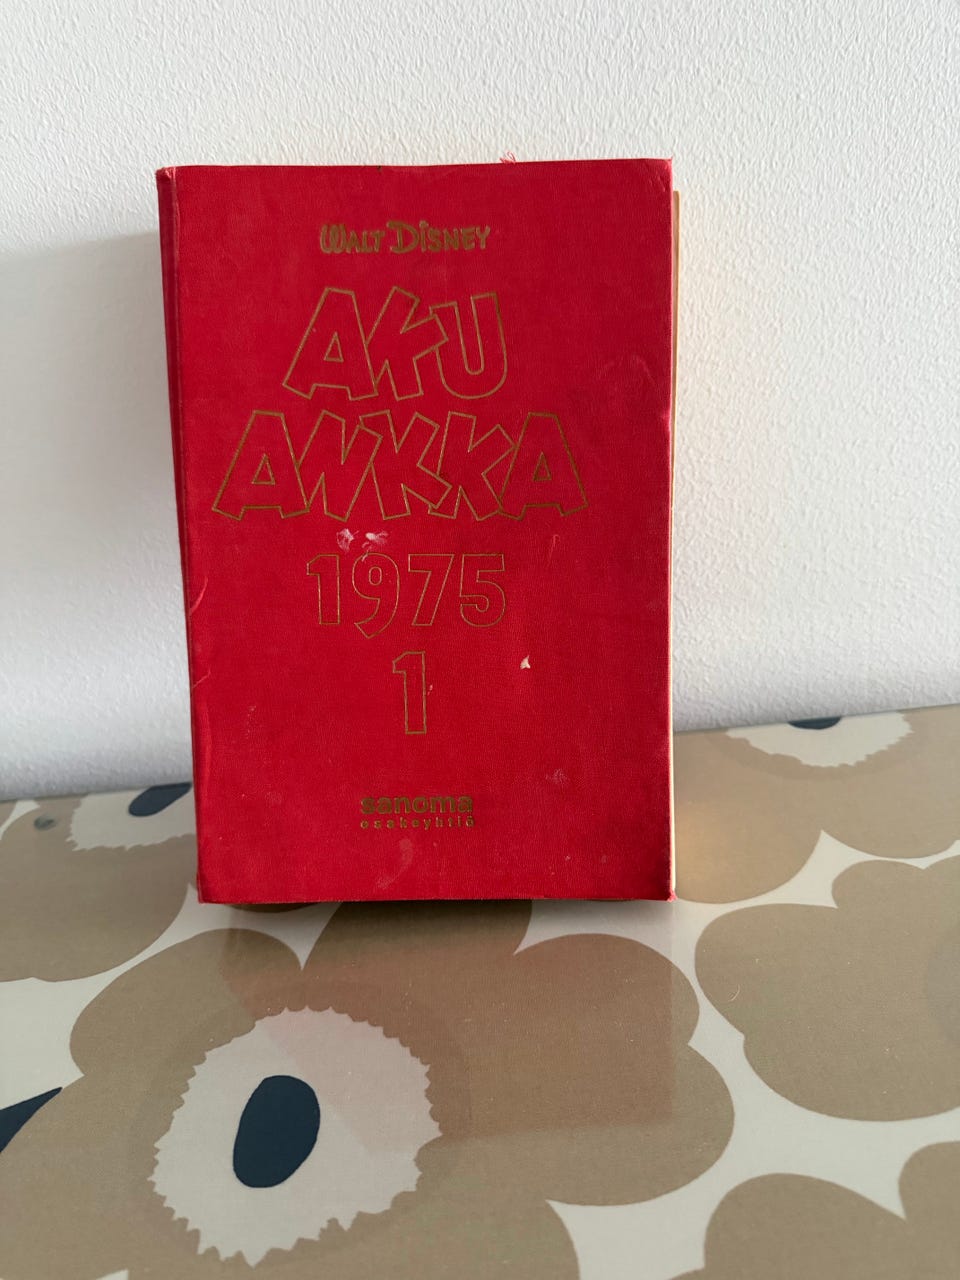 WALT DISNEY
AKU
ANKKA
1975
1
sanoma
osakeyhtiö